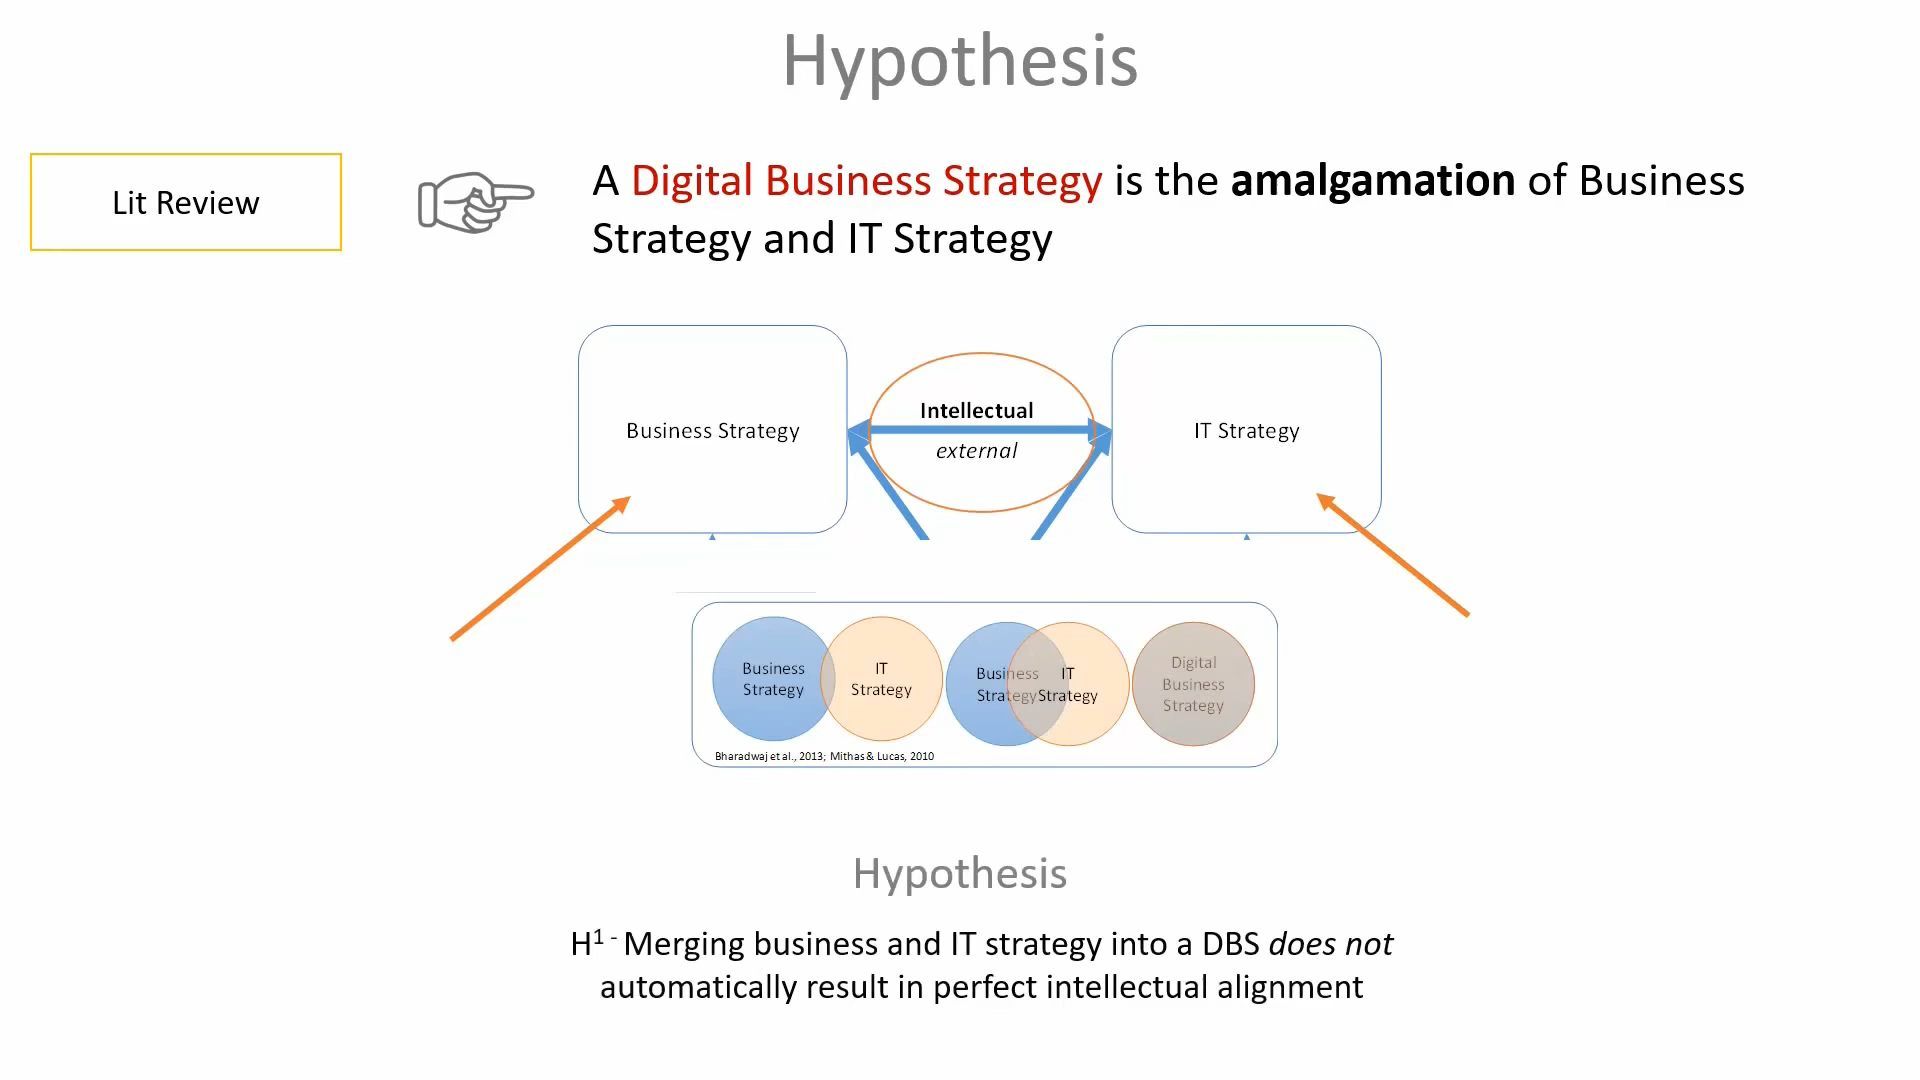 Hypothesis
Lit Review
A Digital Business Strategy is the amalgamation of Business
Strategy and IT Strategy
Business Strategy
Intellectual
external
IT Strategy
Business
Strategy
IT
Strategy
Business
Strategy
IT
Strategy
Digital
Business
Strategy
Bharadwaj et al., 2013; Mithas & Lucas, 2010
Hypothesis
H1 - Merging business and IT strategy into a DBS does not
automatically result in perfect intellectual alignment